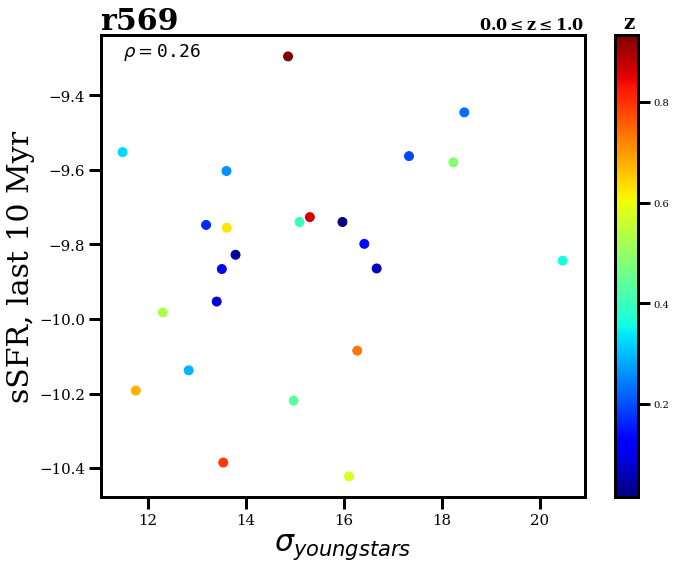 r569
0.0 ≤ z ≤ 1.0
z
ρ = 0.26
sSFR, last 10 Myr
−9.4
−9.6
−9.8
−10.0
−10.2
−10.4
12 14 16 18 20
σyoungstars
0.8
0.6
0.4
0.2